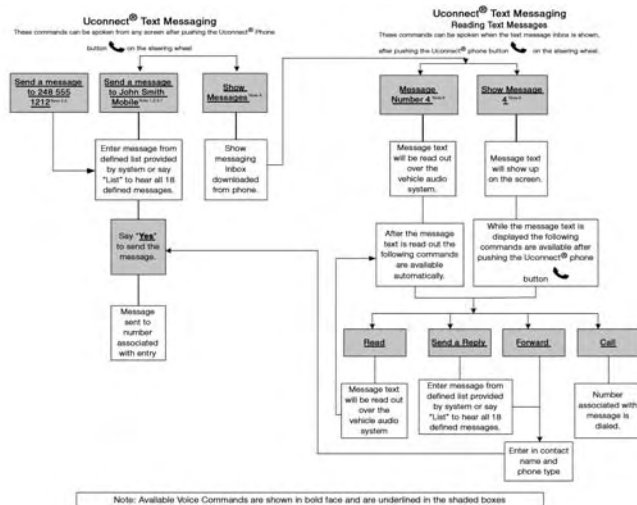 Uconnect® Text Messaging
These commands can be spoken from any screen after pushing the Uconnect® Phone
button on the steering wheel
Send a message
to 248 555
1212
Send a message
to John Smith
Mobile
Show
Messages
Enter message from
defined list provided
by system or say
"List" to hear all 18
defined messages.
Show
messaging
inbox
downloaded
from phone.
Say "Yes"
to send the
message.
Message
sent to
number
associated
with entry
Uconnect® Text Messaging
Reading Text Messages
These commands can be spoken when the text message inbox is shown,
after pushing the Uconnect® phone button on the steering wheel.
Message
Number 4
Show Message
4
Message text
will be read out
over the
vehicle audio
system.
Message text
will show up
on the screen.
After the message
text is read out the
following commands
are available
automatically.
While the message text is
displayed the following
commands are available after
pushing the Uconnect® phone
button
Read
Send a Reply
Forward
Call
Message text
will be read out
over the
vehicle audio
system
Enter message from
defined list provided
by system or say
"List" to hear all 18
defined messages.
Number
associated with
message is
dialed.
Enter in contact
name and
phone type
Note: Available Voice Commands are shown in bold face and are underlined in the shaded boxes